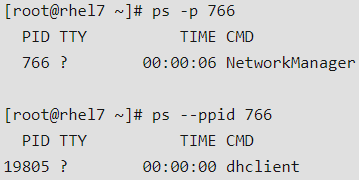 [root@rhel7 ~]# ps -p 766
  PID TTY          TIME CMD
  766 ?        00:00:06 NetworkManager

[root@rhel7 ~]# ps --ppid 766
  PID TTY          TIME CMD
19805 ?        00:00:00 dhclient